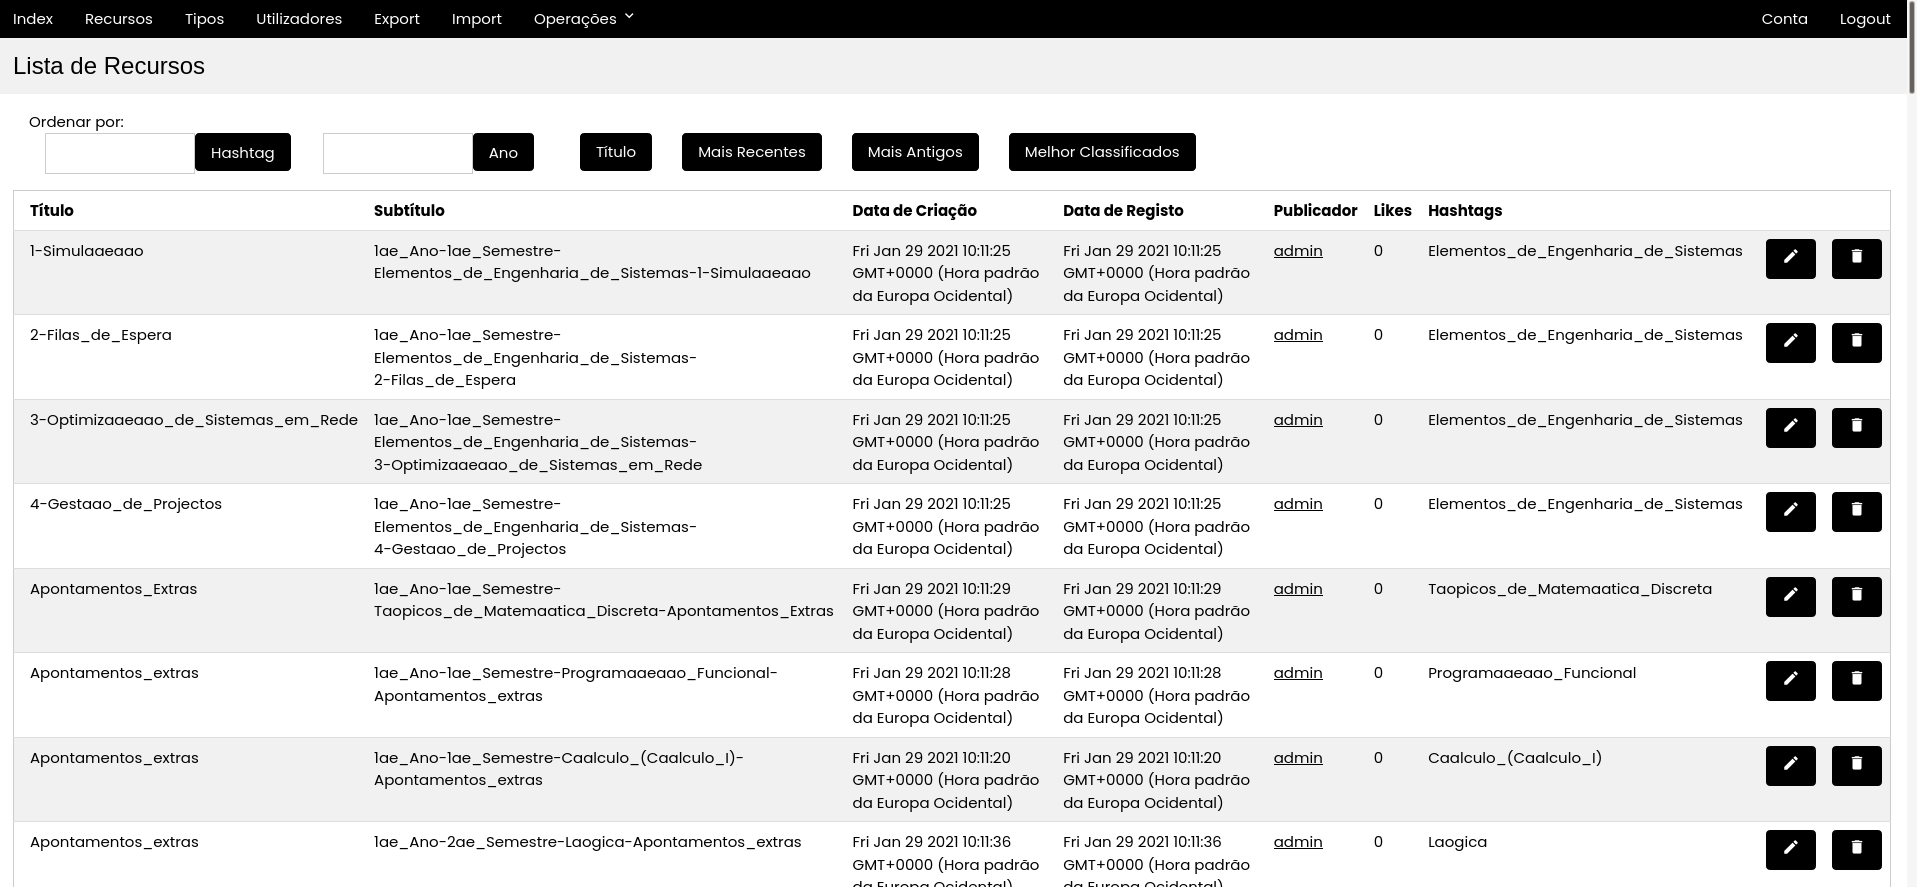 Index Recursos Tipos Utilizadores Export Import Operações Conta Logout
Lista de Recursos
Ordenar por:
Hashtag Ano Título Mais Recentes Mais Antigos Melhor Classificados
Título Subtítulo Data de Criação Data de Registo Publicador Likes Hashtags
1-Simulaaeaao 1ae_Ano-1ae_Semestre- Fri Jan 29 2021 10:11:25 Fri Jan 29 2021 10:11:25 admin 0 Elementos_de_Engenharia_de_Sistemas
Elementos_de_Engenharia_de_Sistemas-1-Simulaaeaao GMT+0000 (Hora padrão GMT+0000 (Hora padrão
da Europa Ocidental) da Europa Ocidental)
2-Filas_de_Espera 1ae_Ano-1ae_Semestre- Fri Jan 29 2021 10:11:25 Fri Jan 29 2021 10:11:25 admin 0 Elementos_de_Engenharia_de_Sistemas
Elementos_de_Engenharia_de_Sistemas- GMT+0000 (Hora padrão GMT+0000 (Hora padrão
2-Filas_de_Espera da Europa Ocidental) da Europa Ocidental)
3-Optimizaaeaao_de_Sistemas_em_Rede 1ae_Ano-1ae_Semestre- Fri Jan 29 2021 10:11:25 Fri Jan 29 2021 10:11:25 admin 0 Elementos_de_Engenharia_de_Sistemas
Elementos_de_Engenharia_de_Sistemas- GMT+0000 (Hora padrão GMT+0000 (Hora padrão
3-Optimizaaeaao_de_Sistemas_em_Rede da Europa Ocidental) da Europa Ocidental)
4-Gestaao_de_Projectos 1ae_Ano-1ae_Semestre- Fri Jan 29 2021 10:11:25 Fri Jan 29 2021 10:11:25 admin 0 Elementos_de_Engenharia_de_Sistemas
Elementos_de_Engenharia_de_Sistemas- GMT+0000 (Hora padrão GMT+0000 (Hora padrão
4-Gestaao_de_Projectos da Europa Ocidental) da Europa Ocidental)
Apontamentos_Extras 1ae_Ano-1ae_Semestre- Fri Jan 29 2021 10:11:29 Fri Jan 29 2021 10:11:29 admin 0 Taopicos_de_Matemaatica_Discreta
Taopicos_de_Matemaatica_Discreta-Apontamentos_Extras GMT+0000 (Hora padrão GMT+0000 (Hora padrão
da Europa Ocidental) da Europa Ocidental)
Apontamentos_extras 1ae_Ano-1ae_Semestre-Programaaeaao_Funcional- Fri Jan 29 2021 10:11:28 Fri Jan 29 2021 10:11:28 admin 0 Programaaeaao_Funcional
Apontamentos_extras GMT+0000 (Hora padrão GMT+0000 (Hora padrão
da Europa Ocidental) da Europa Ocidental)
Apontamentos_extras 1ae_Ano-1ae_Semestre-Caalculo_(Caalculo_I)- Fri Jan 29 2021 10:11:20 Fri Jan 29 2021 10:11:20 admin 0 Caalculo_(Caalculo_I)
Apontamentos_extras GMT+0000 (Hora padrão GMT+0000 (Hora padrão
da Europa Ocidental) da Europa Ocidental)
Apontamentos_extras 1ae_Ano-2ae_Semestre-Laogica-Apontamentos_extras Fri Jan 29 2021 10:11:36 Fri Jan 29 2021 10:11:36 admin 0 Laogica
GMT+0000 (Hora padrão GMT+0000 (Hora padrão
da Europa Ocidental) da Europa Ocidental)